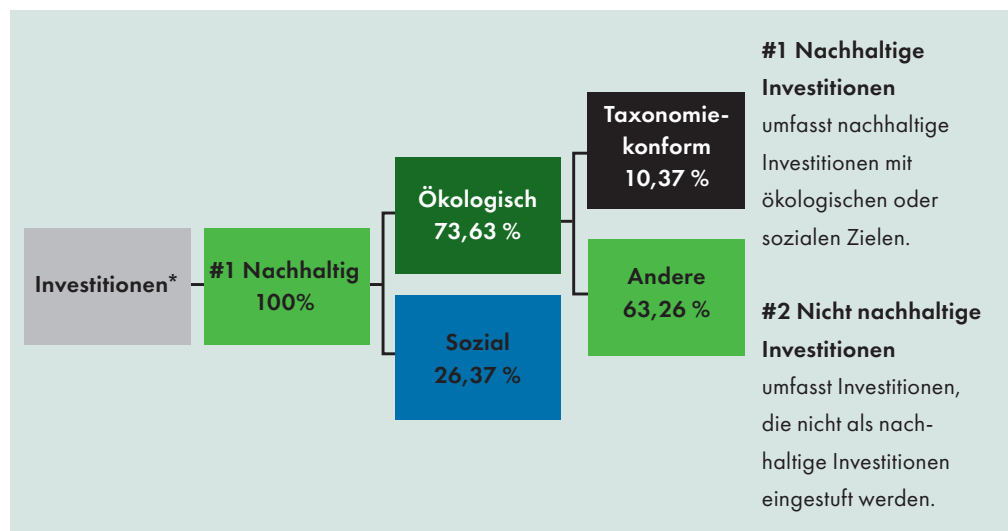 Investitionen*
#1 Nachhaltig
100%
Ökologisch
73,63 %
Sozial
26,37 %
Taxonomie-
konform
10,37 %
Andere
63,26 %
#1 Nachhaltige
Investitionen
umfasst nachhaltige
Investitionen mit
ökologischen oder
sozialen Zielen.
#2 Nicht nachhaltige
Investitionen
umfasst Investitionen,
die nicht als nach-
haltige Investitionen
eingestuft werden.